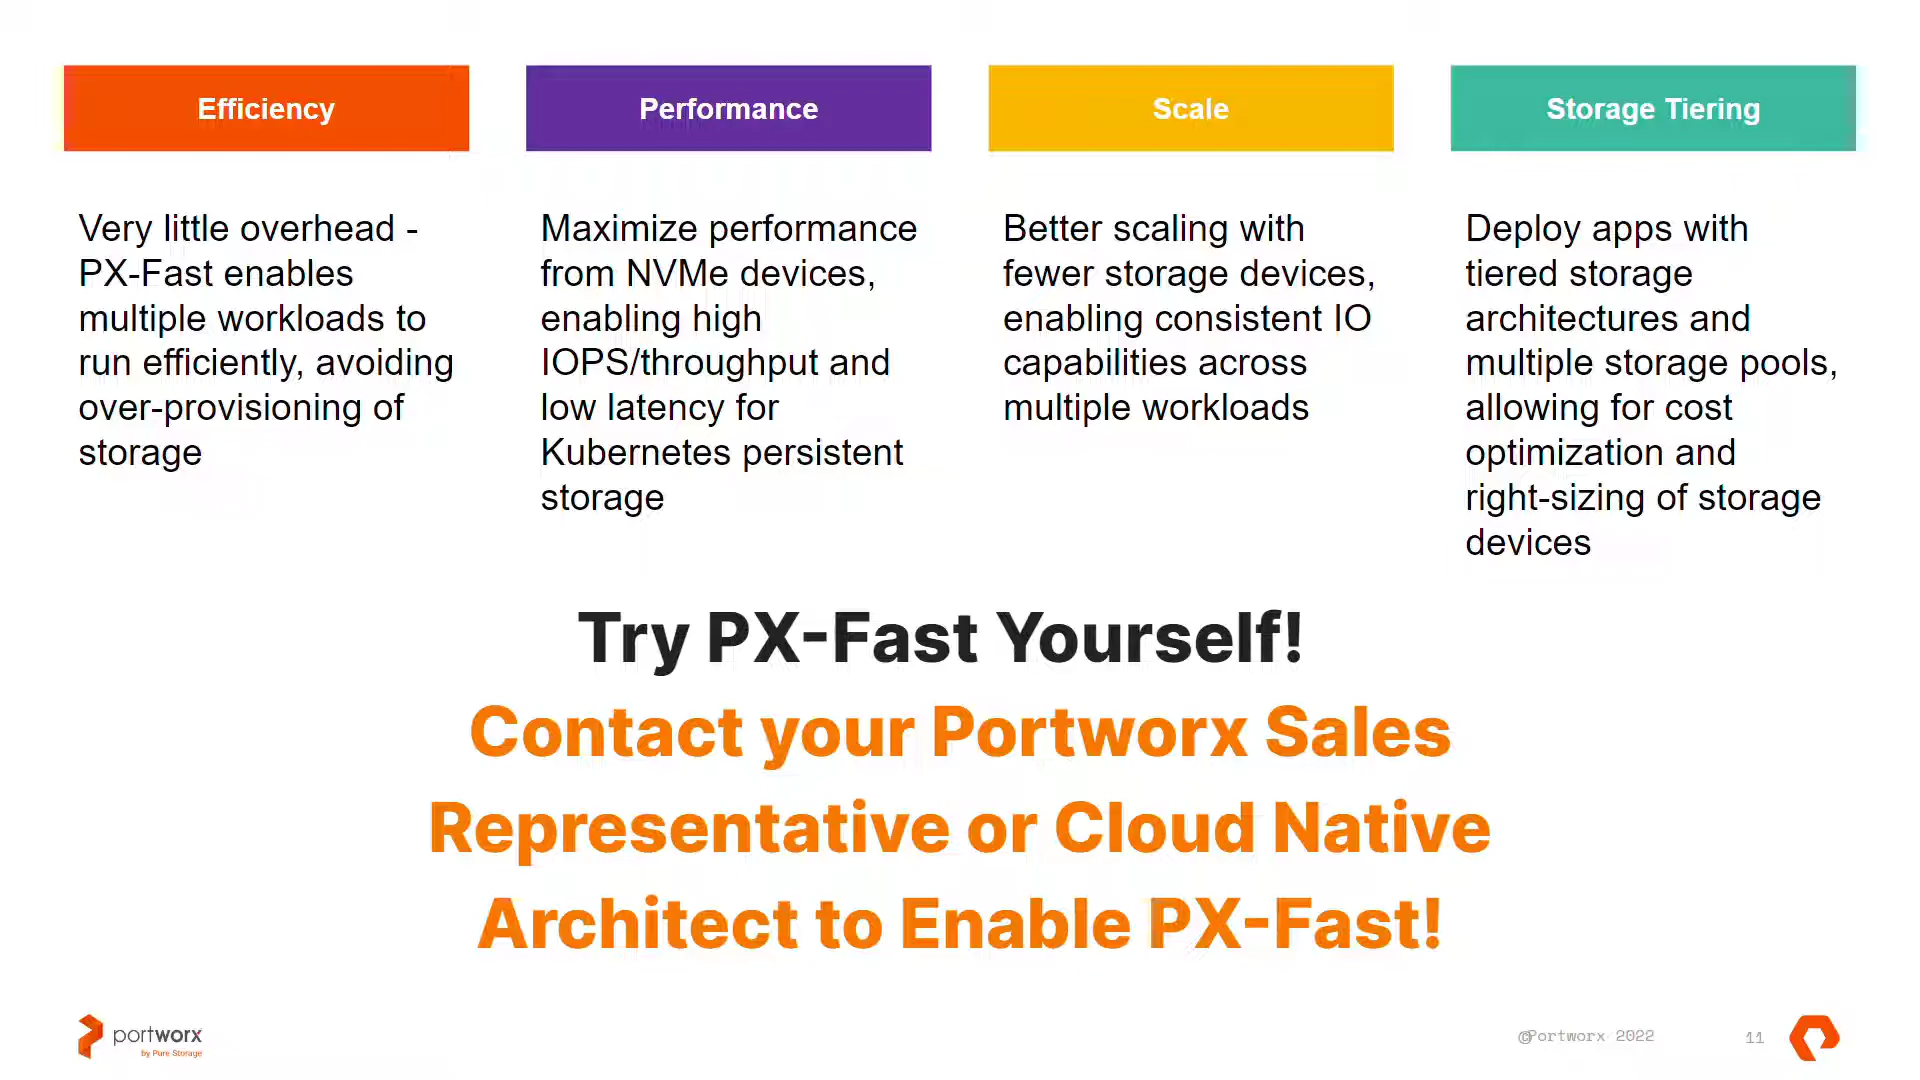 Efficiency
Very little overhead -
PX-Fast enables
multiple workloads to
run efficiently, avoiding
over-provisioning of
storage
Performance
Maximize performance
from NVMe devices,
enabling high
IOPS/throughput and
low latency for
Kubernetes persistent
storage
Scale
Better scaling with
fewer storage devices,
enabling consistent IO
capabilities across
multiple workloads
Storage Tiering
Deploy apps with
tiered storage
architectures and
multiple storage pools,
allowing for cost
optimization and
right-sizing of storage
devices
Try PX-Fast Yourself!
Contact your Portworx Sales
Representative or Cloud Native
Architect to Enable PX-Fast!
portworx
by Pure Storage
©Portworx 2022
11